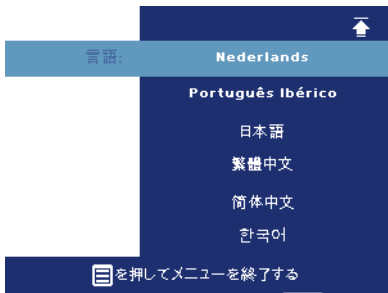 言語: Nederlands
Português Ibérico
日本語
繁體中文
简体中文
한국어
を押してメニューを終了する